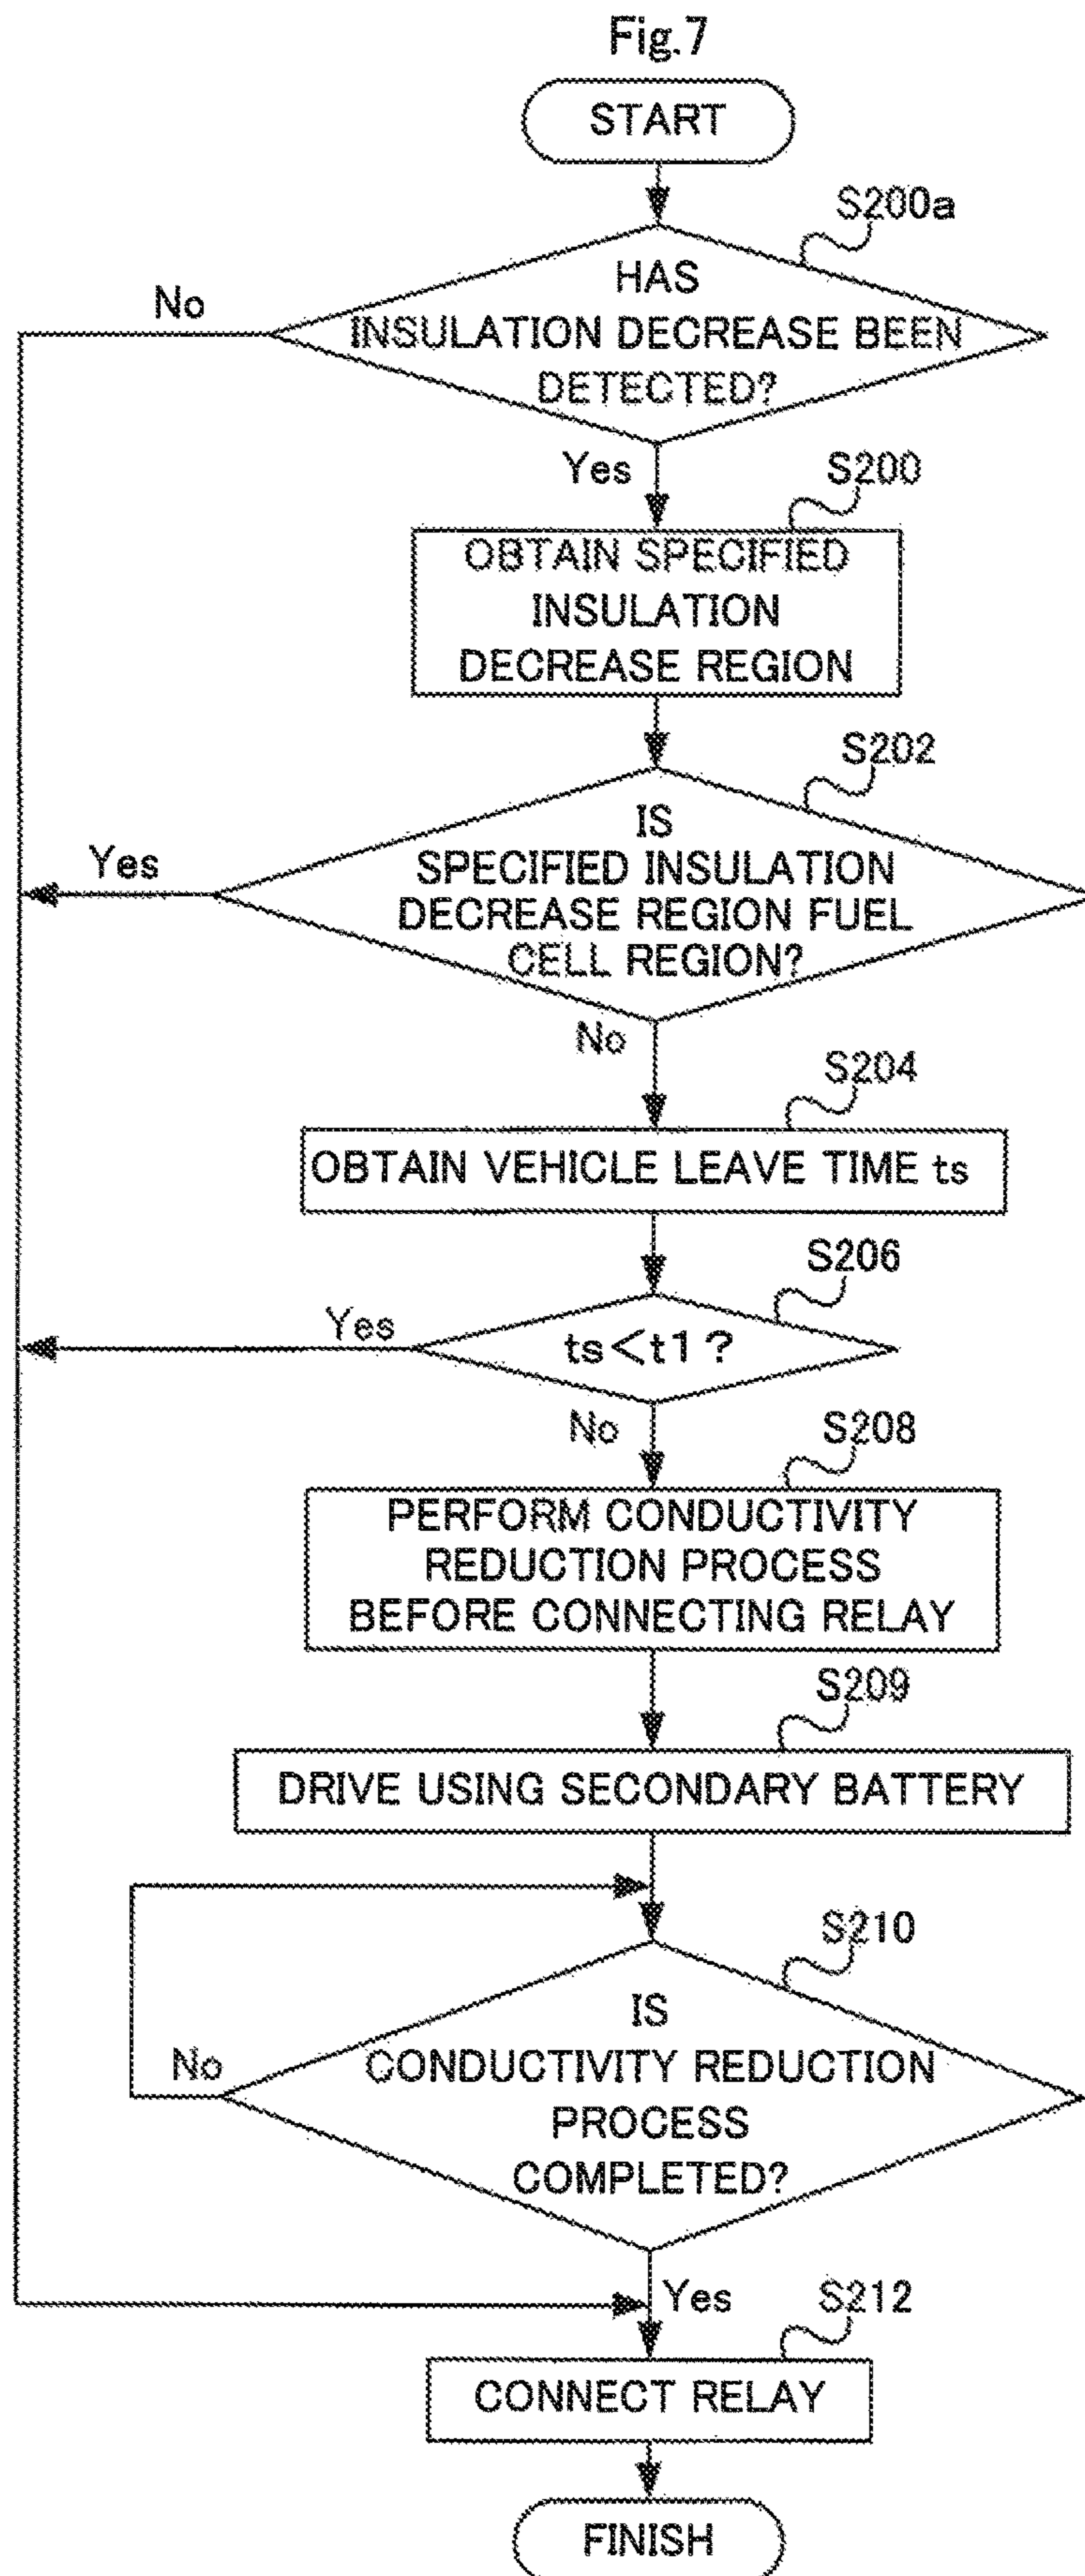 Fig.7
START
S200a
HAS
INSULATION DECREASE BEEN
DETECTED?
No
Yes
S200
OBTAIN SPECIFIED
INSULATION
DECREASE REGION
S202
IS
SPECIFIED INSULATION
DECREASE REGION FUEL
CELL REGION?
Yes
No
S204
OBTAIN VEHICLE LEAVE TIME ts
S206
ts<t1?
Yes
No
S208
PERFORM CONDUCTIVITY
REDUCTION PROCESS
BEFORE CONNECTING RELAY
S209
DRIVE USING SECONDARY BATTERY
S210
IS
CONDUCTIVITY REDUCTION
PROCESS
COMPLETED?
No
Yes
S212
CONNECT RELAY
FINISH